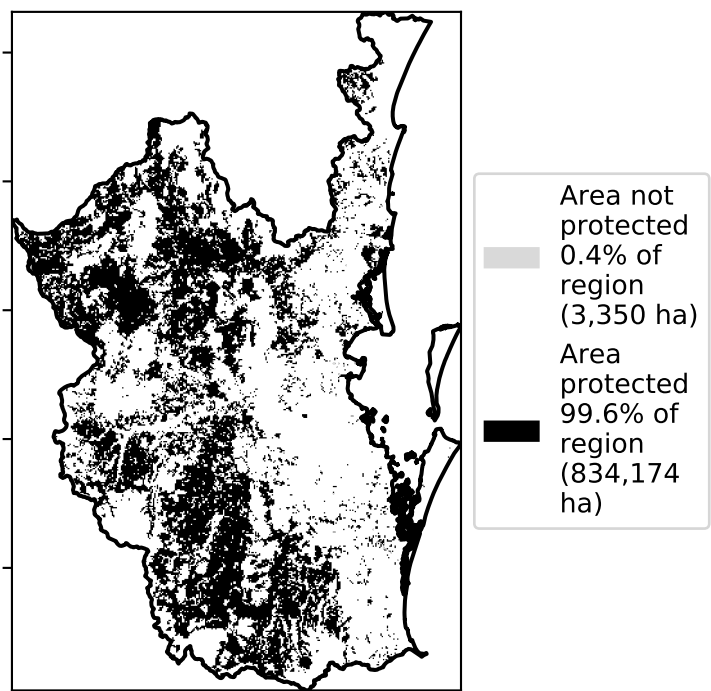 Area not
protected
0.4% of
region
(3,350 ha)
Area
protected
99.6% of
region
(834,174
ha)